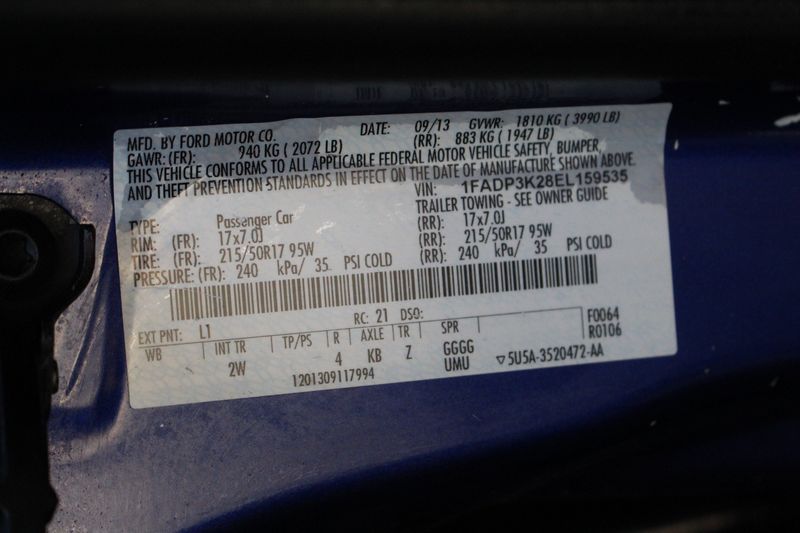 MFD. BY FORD MOTOR CO. DATE: 09/13 GVWR: 1810 KG ( 3990 LB)
GAWR: (FR): 940 KG ( 2072 LB) (RR): 883 KG ( 1947 LB)
THIS VEHICLE CONFORMS TO ALL APPLICABLE FEDERAL MOTOR VEHICLE SAFETY, BUMPER,
AND THEFT PREVENTION STANDARDS IN EFFECT ON THE DATE OF MANUFACTURE SHOWN ABOVE.
VIN: 1FADP3K28EL159535
TYPE: Passenger Car TRAILER TOWING - SEE OWNER GUIDE
RIM: (FR): 17x7.0J (RR): 17x7.0J
TIRE: (FR): 215/50R17 95W (RR): 215/50R17 95W
PRESSURE: (FR): 240 kPa/ 35 PSI COLD (RR): 240 kPa/ 35 PSI COLD
EXT PNT: L1 RC: 21 DSO: F0064
WB INT TR TP/PS R AXLE TR SPR R0106
2W 4 KB Z GGGG
UMU ▽5U5A-3520472-AA
1201309117994